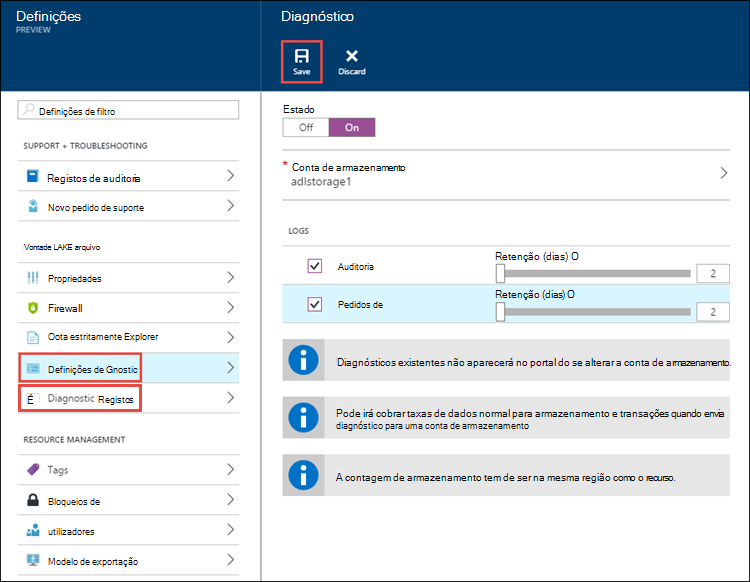 Definições
PREVIEW
Definições de filtro
SUPPORT + TROUBLESHOOTING
Registos de auditoria
Novo pedido de suporte
Vontade LAKE arquivo
Propriedades
Firewall
Oota estritamente Explorer
Definições de Gnostic
É Diagnostic Registos
RESOURCE MANAGEMENT
Tags
Bloqueios de
utilizadores
Modelo de exportação
Diagnóstico
Save Discard
Estado
Off On
* Conta de armazenamento
adlstorage1
LOGS
Auditoria
Retenção (dias) O
2
Pedidos de
Retenção (dias) O
2
Diagnósticos existentes não aparecerá no portal do se alterar a conta de armazenamento.
Pode irá cobrar taxas de dados normal para armazenamento e transações quando envia
diagnóstico para uma conta de armazenamento
A contagem de armazenamento tem de ser na mesma região como o recurso.